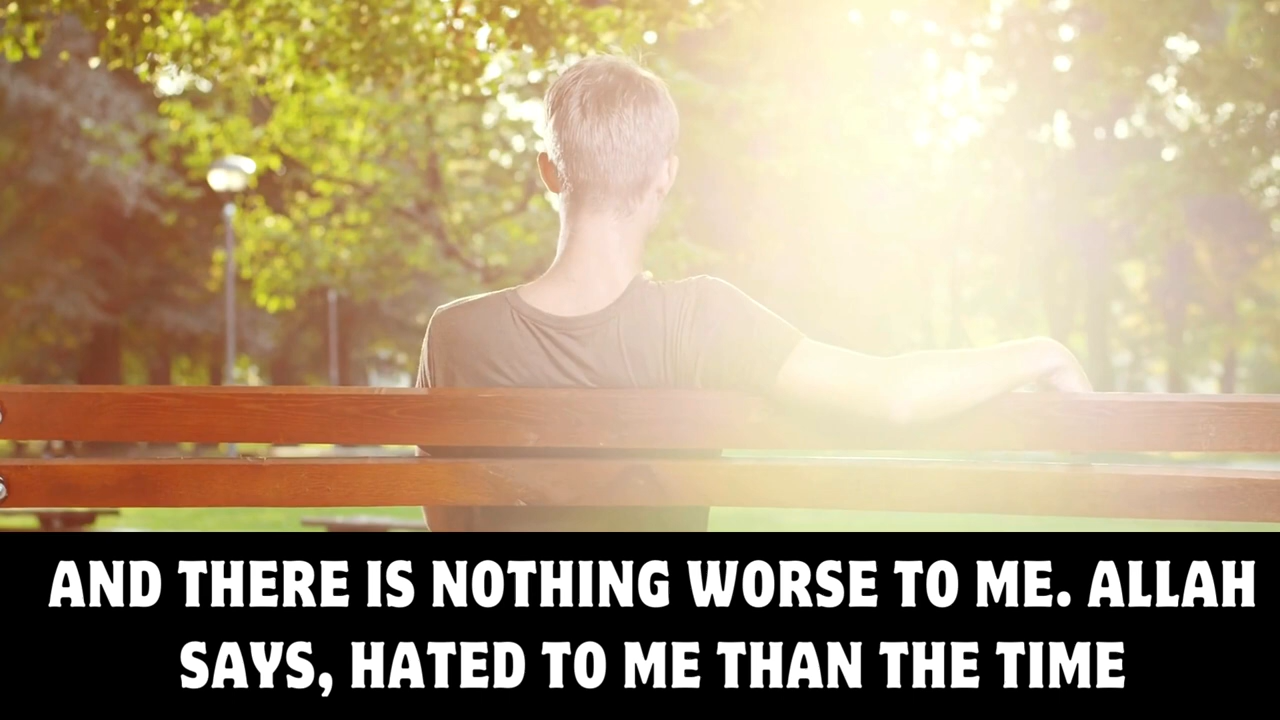 AND THERE IS NOTHING WORSE TO ME. ALLAH
SAYS, HATED TO ME THAN THE TIME